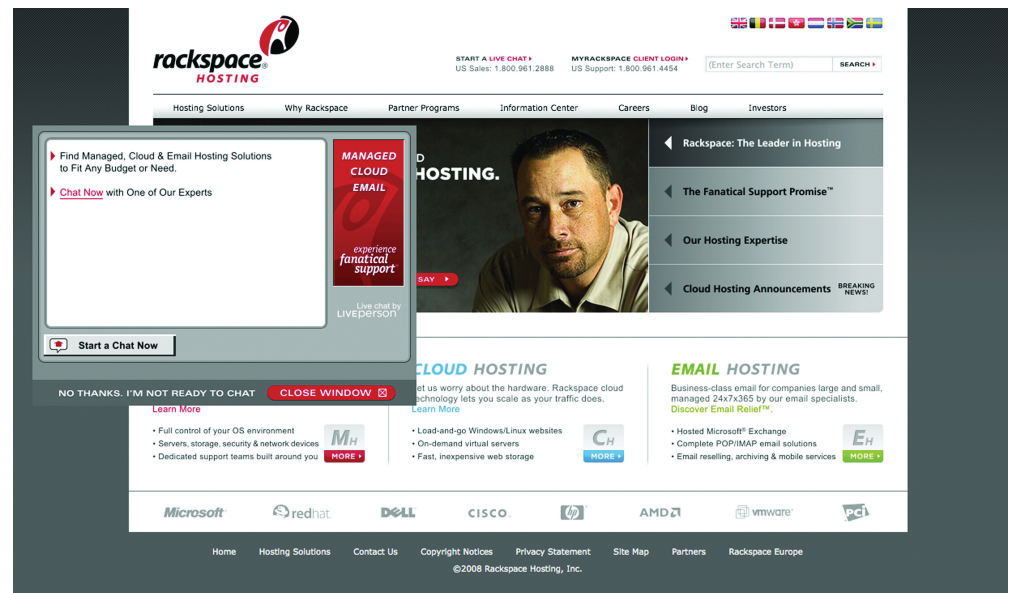 rackspace®
HOSTING
START A LIVE CHAT
US Sales: 1.800.961.2888
MYRACKSPACE CLIENT LOGIN
US Support: 1.800.961.4454
(Enter Search Term)
SEARCH
Hosting Solutions
Why Rackspace
Partner Programs
Information Center
Careers
Blog
Investors
Find Managed, Cloud & Email Hosting Solutions
to Fit Any Budget or Need.
Chat Now with One of Our Experts
MANAGED
CLOUD
EMAIL
experience
fanatical
support™
Live chat by
LIVEperson
Start a Chat Now
NO THANKS. I'M NOT READY TO CHAT
CLOSE WINDOW
D
HOSTING.
SAY
Rackspace: The Leader in Hosting
The Fanatical Support Promise™
Our Hosting Expertise
Cloud Hosting Announcements
BREAKING
NEWS!
Learn More
• Full control of your OS environment
• Servers, storage, security & network devices
• Dedicated support teams built around you
MH
MORE
CLOUD HOSTING
et us worry about the hardware. Rackspace cloud
echnology lets you scale as your traffic does.
Learn More
• Load-and-go Windows/Linux websites
• On-demand virtual servers
• Fast, inexpensive web storage
CH
MORE
EMAIL HOSTING
Business-class email for companies large and small,
managed 24x7x365 by our email specialists.
Discover Email Relief™.
• Hosted Microsoft® Exchange
• Complete POP/IMAP email solutions
• Email reselling, archiving & mobile services
EH
MORE
Microsoft
redhat
DELL
CISCO
hp
AMD
vmware
PCi
Home
Hosting Solutions
Contact Us
Copyright Notices
Privacy Statement
Site Map
Partners
Rackspace Europe
©2008 Rackspace Hosting, Inc.